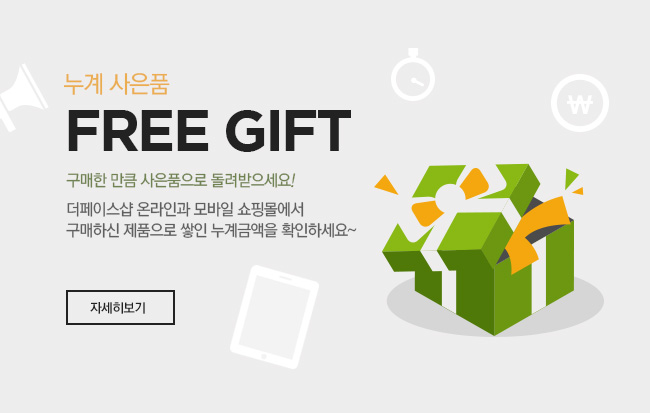 누계 사은품
FREE GIFT
구매한 만큼 사은품으로 돌려받으세요!
더페이스샵 온라인과 모바일 쇼핑몰에서
구매하신 제품으로 쌓인 누계금액을 확인하세요~
자세히보기
₩